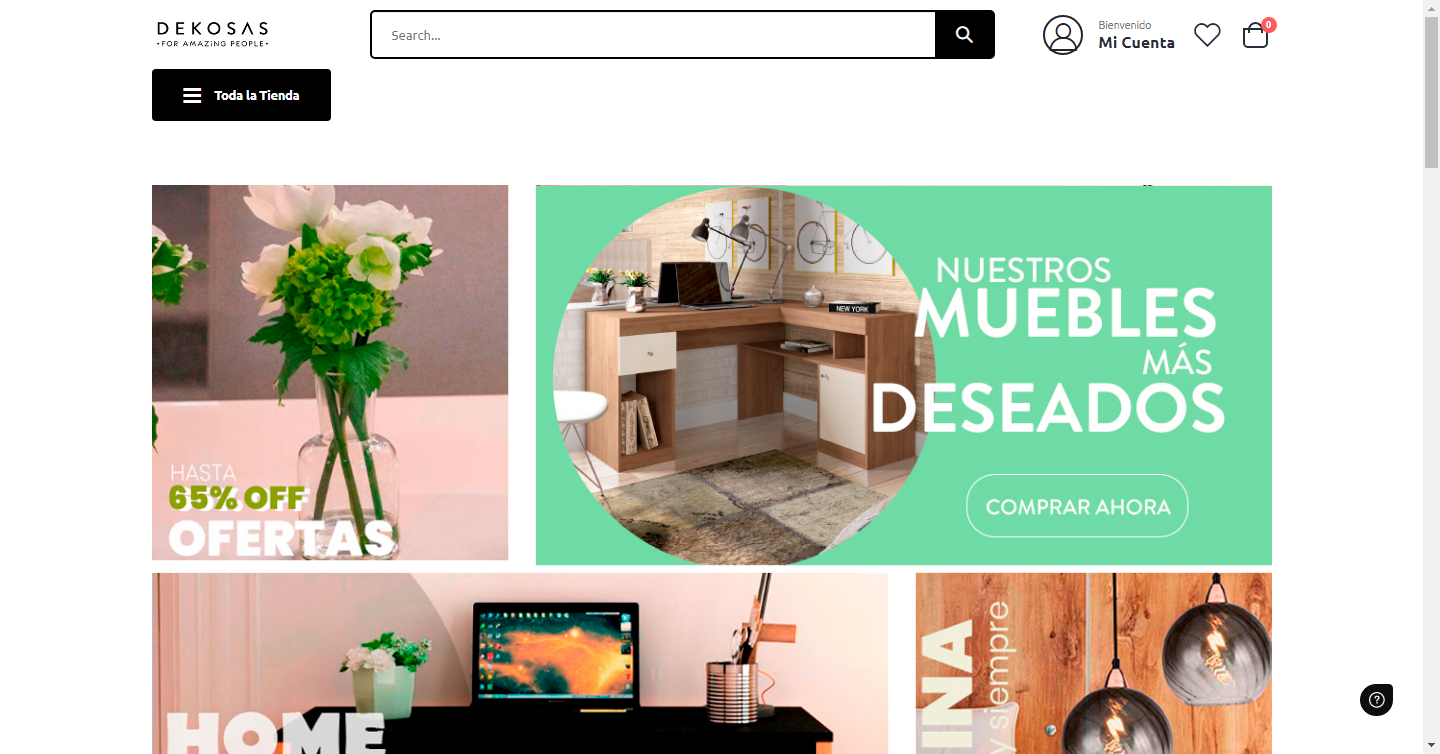 DEKOSAS
•FOR AMAZiNG PEOPLE•
Search...
Bienvenido
Mi Cuenta
0
Toda la Tienda
HASTA
65% OFF
OFERTAS
NEW YORK
NUESTROS
MUEBLES
MÁS
DESEADOS
COMPRAR AHORA
HOME
INA
y siempre